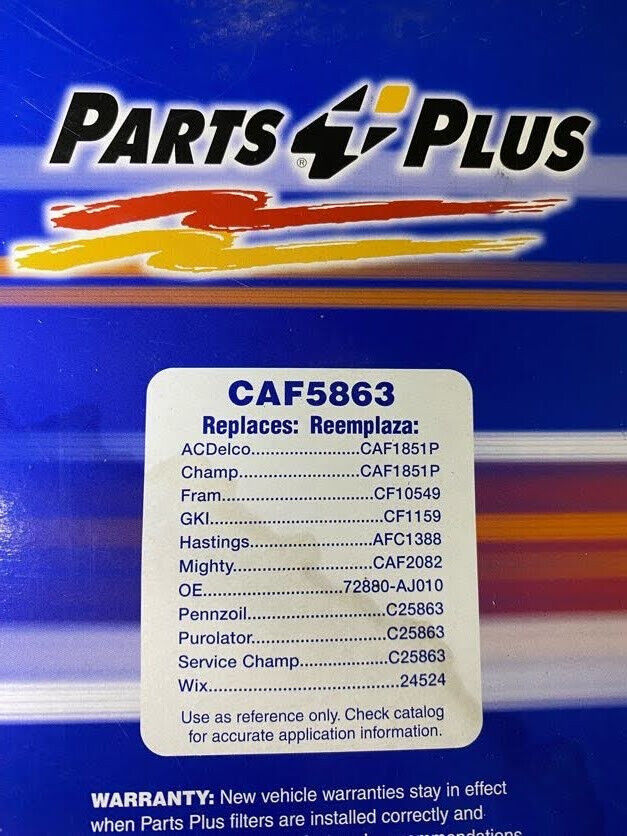 PARTS PLUS
®
CAF5863
Replaces: Reemplaza:
ACDelco.......................CAF1851P
Champ.........................CAF1851P
Fram................................CF10549
GKI....................................CF1159
Hastings..........................AFC1388
Mighty.............................CAF2082
OE.............................72880-AJ010
Pennzoil............................C25863
Purolator...........................C25863
Service Champ..................C25863
Wix.......................................24524
Use as reference only. Check catalog
for accurate application information.
WARRANTY: New vehicle warranties stay in effect
when Parts Plus filters are installed correctly and